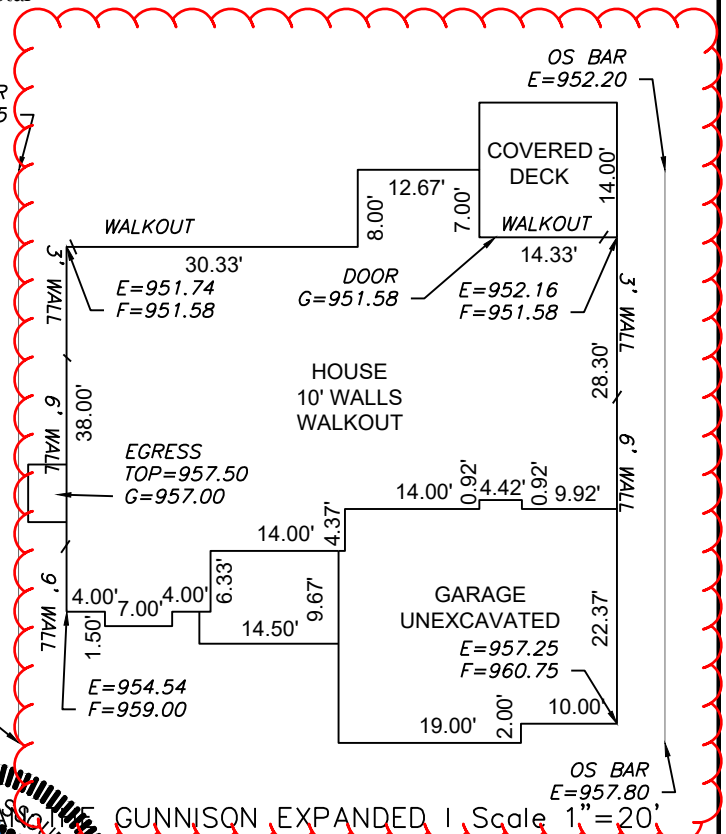 OS BAR
E=952.20
R
5
COVERED
DECK
14.00'
12.67'
8.00'
7.00'
WALKOUT
WALKOUT
30.33'
14.33'
DOOR
G=951.58
E=951.74
F=951.58
E=952.16
F=951.58
3' WALL
3' WALL
28.30'
HOUSE
10' WALLS
WALKOUT
38.00'
6' WALL
6' WALL
EGRESS
TOP=957.50
G=957.00
14.00'
0.92'
4.42'
0.92'
9.92'
14.00'
4.37'
6.33'
9.67'
9' WALL
4.00'
7.00'
4.00'
1.50'
14.50'
GARAGE
UNEXCAVATED
22.37'
E=957.25
F=960.75
E=954.54
F=959.00
19.00'
2.00'
10.00'
OS BAR
E=957.80
GUNNISON EXPANDED I Scale 1"=20'